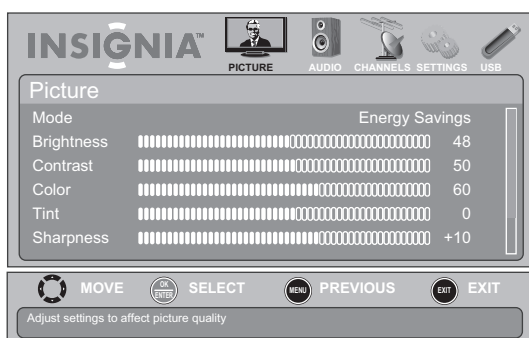 INSIGNIA™
PICTURE AUDIO CHANNELS SETTINGS USB
Picture
Mode Energy Savings
Brightness 48
Contrast 50
Color 60
Tint 0
Sharpness +10
MOVE OK ENTER SELECT MENU PREVIOUS EXIT EXIT
Adjust settings to affect picture quality